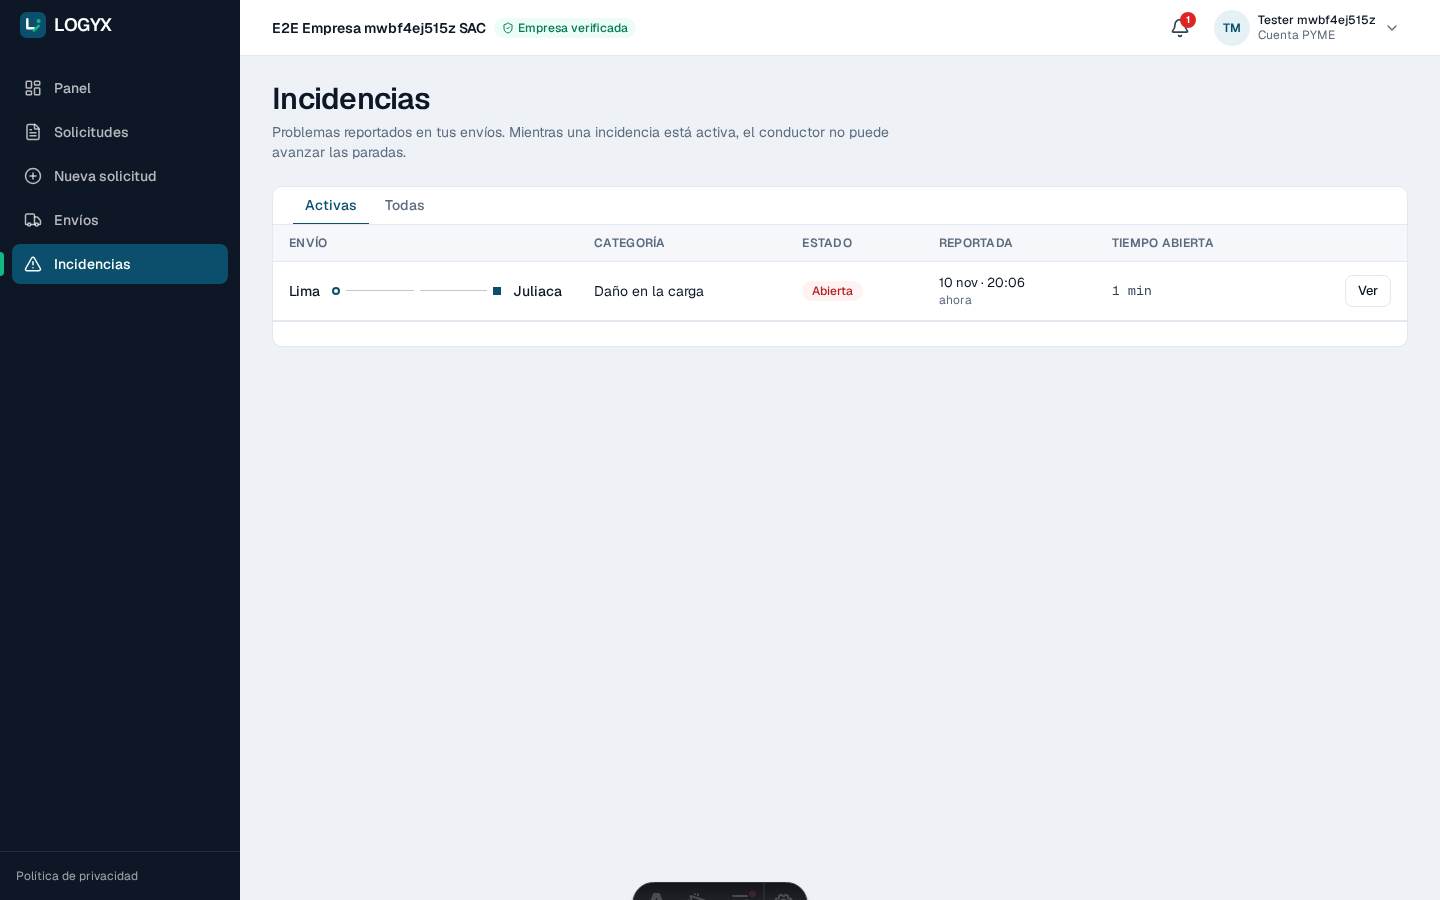 LOGYX
E2E Empresa mwbf4ej515z SAC
Empresa verificada
1
TM
Tester mwbf4ej515z
Cuenta PYME
Panel
Solicitudes
Nueva solicitud
Envíos
Incidencias
Política de privacidad
Incidencias
Problemas reportados en tus envíos. Mientras una incidencia está activa, el conductor no puede
avanzar las paradas.
Activas Todas
ENVÍO CATEGORÍA ESTADO REPORTADA TIEMPO ABIERTA
Lima Juliaca Daño en la carga Abierta 10 nov · 20:06 1 min Ver
ahora